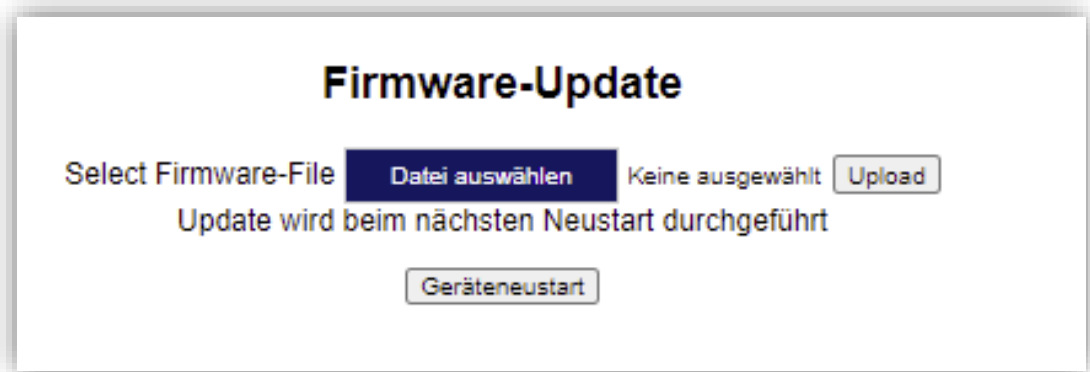 Firmware-Update
Select Firmware-File Datei auswählen Keine ausgewählt Upload
Update wird beim nächsten Neustart durchgeführt
Geräteneustart